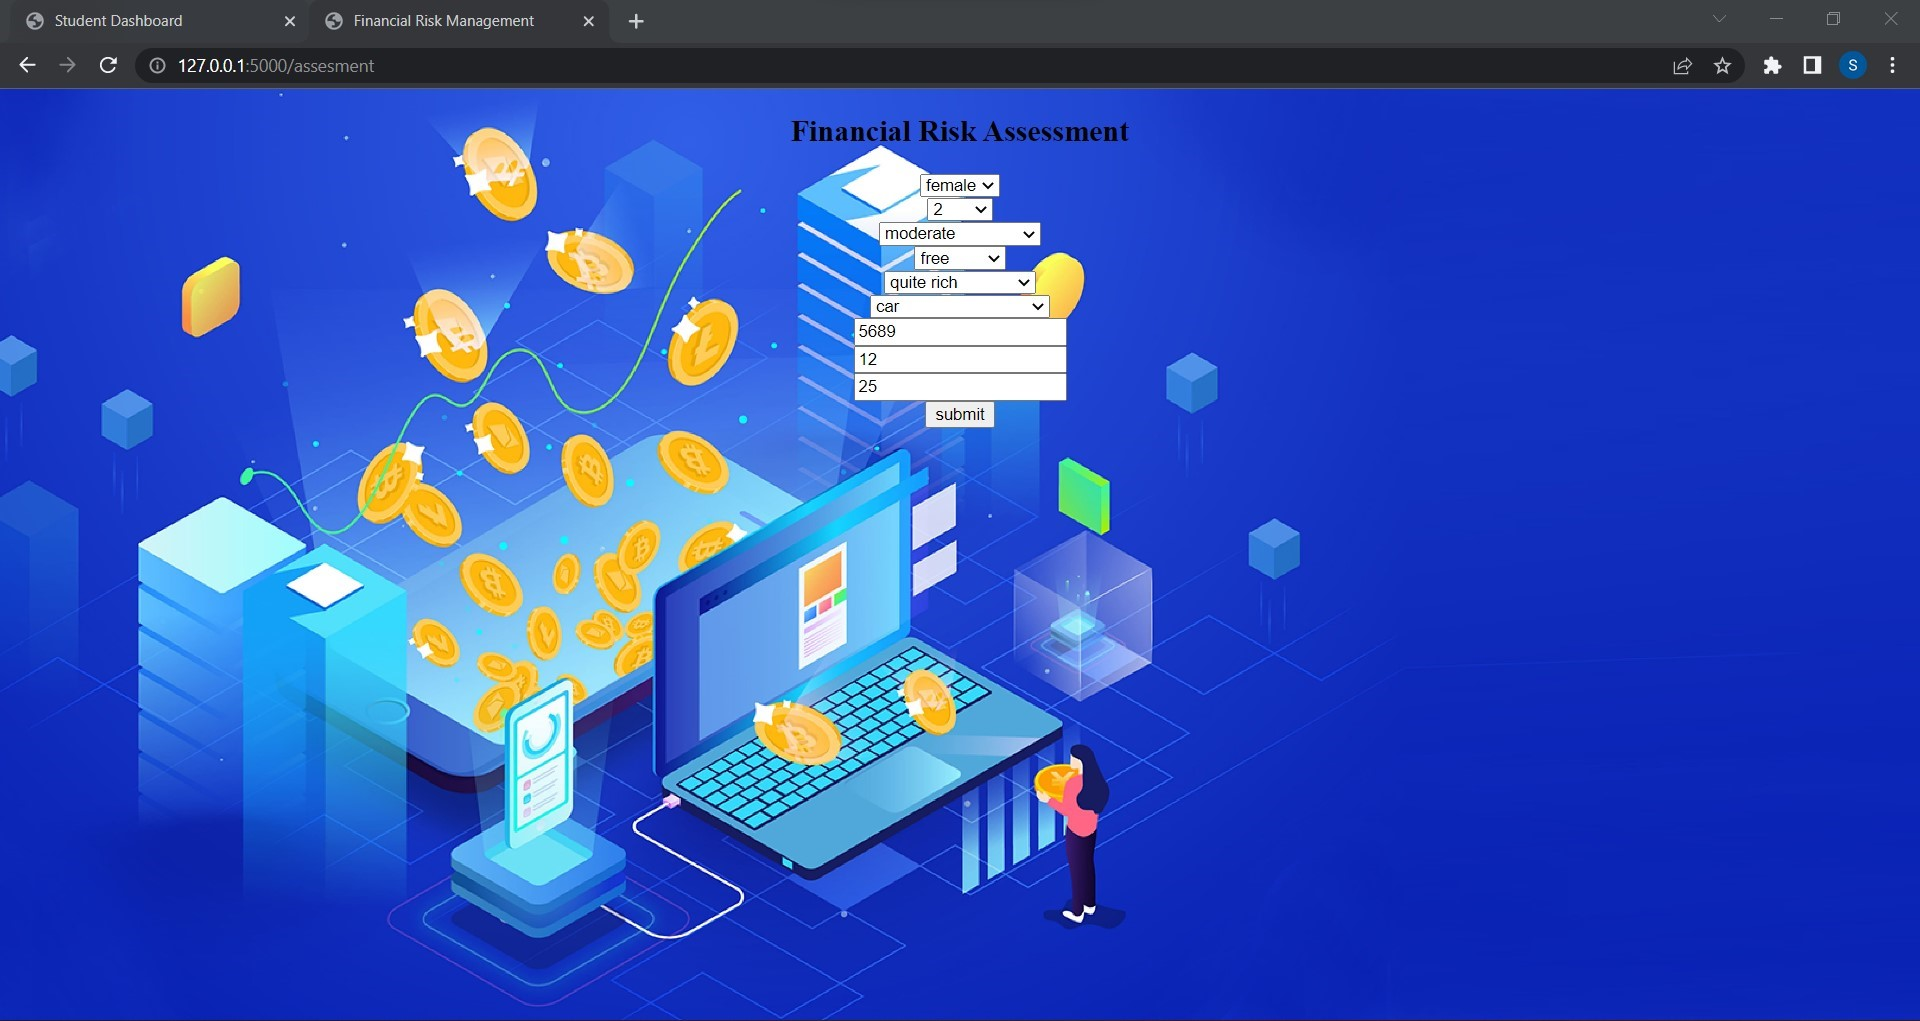 Student Dashboard
Financial Risk Management
127.0.0.1:5000/assesment
S
Financial Risk Assessment
female
2
moderate
free
quite rich
car
5689
12
25
submit